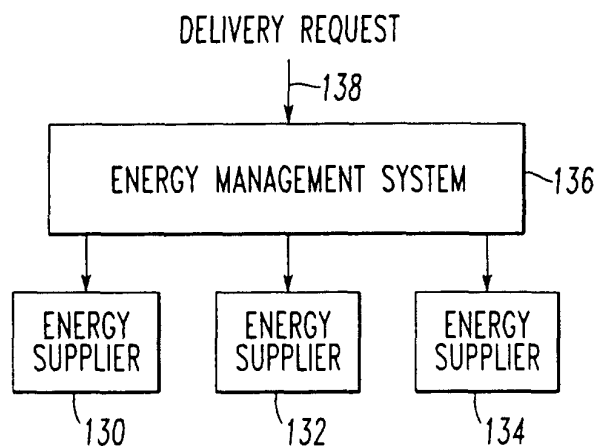 DELIVERY REQUEST
138
ENERGY MANAGEMENT SYSTEM
136
ENERGY SUPPLIER
ENERGY SUPPLIER
ENERGY SUPPLIER
130
132
134